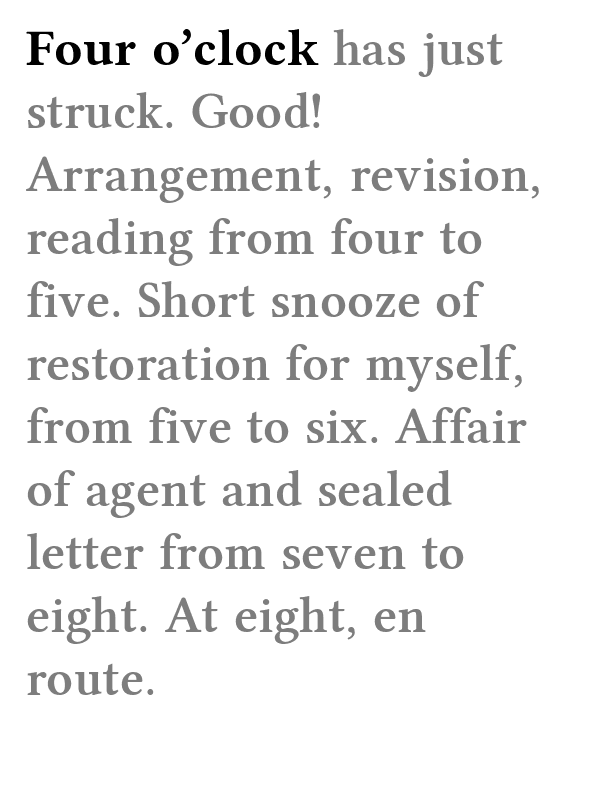 Four o’clock has just
struck. Good!
Arrangement, revision,
reading from four to
five. Short snooze of
restoration for myself,
from five to six. Affair
of agent and sealed
letter from seven to
eight. At eight, en
route.